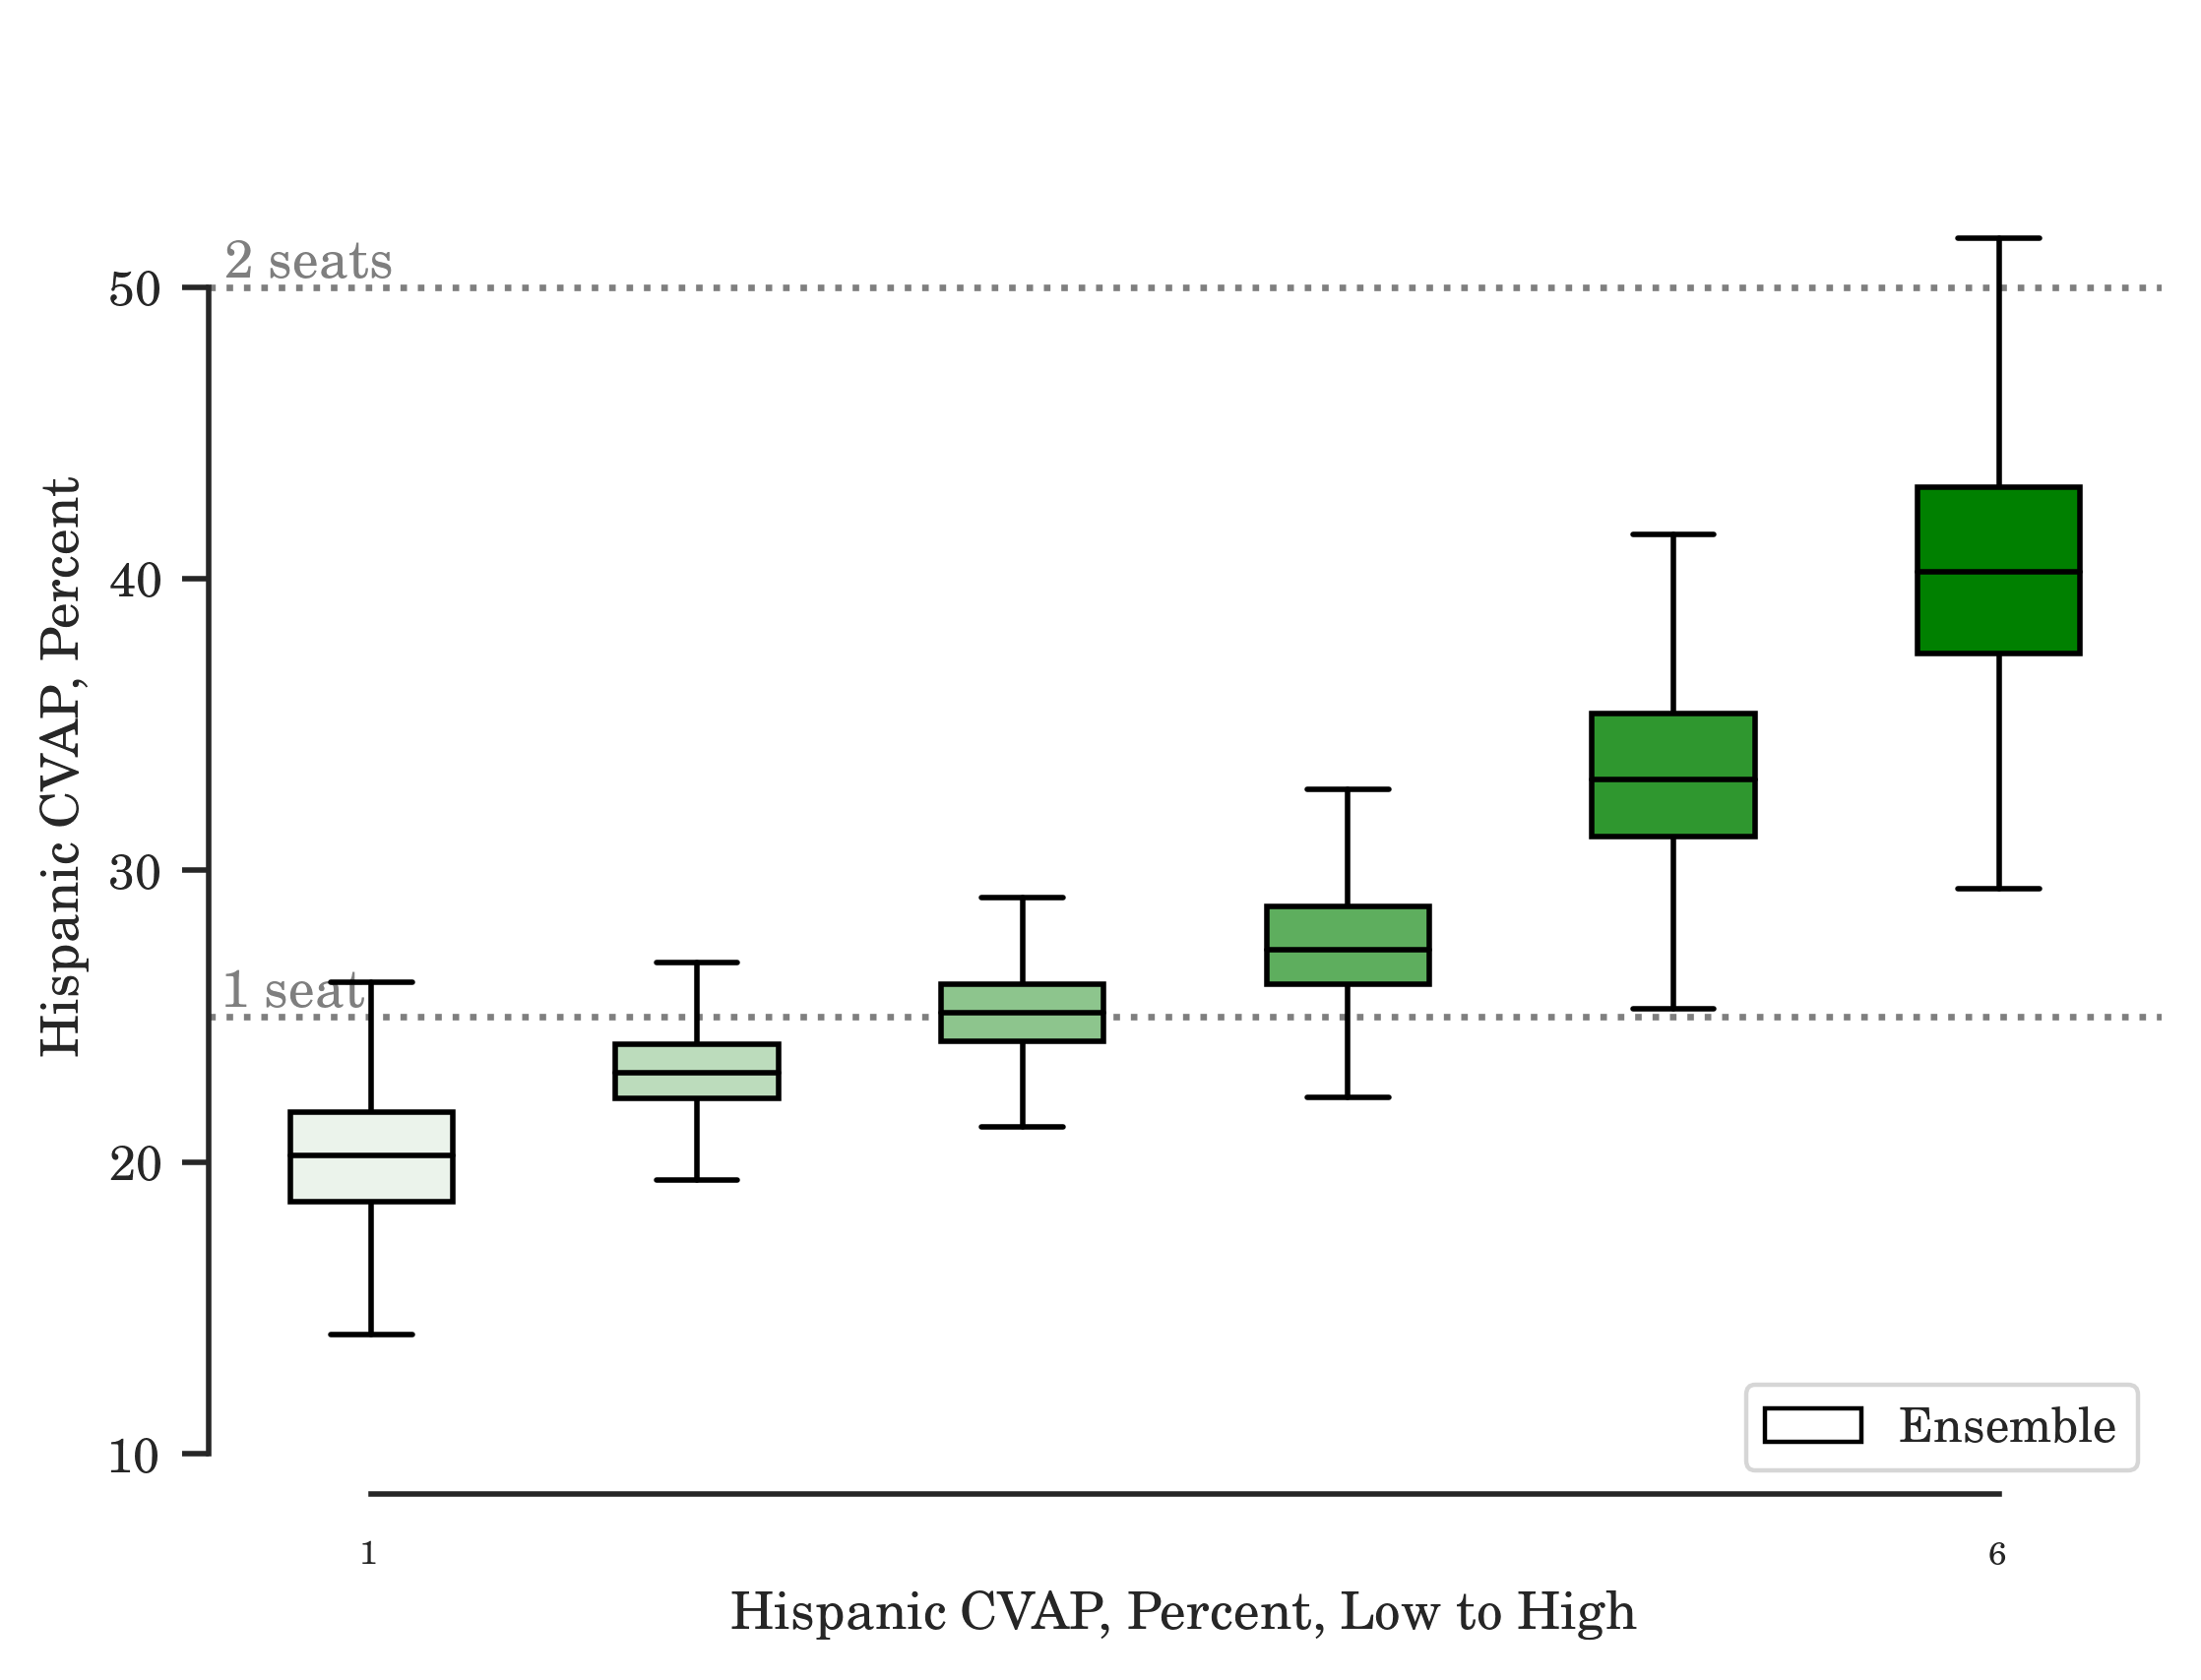 2 seats
50
40
30
1 seat
20
10
Hispanic CVAP, Percent
Ensemble
1
6
Hispanic CVAP, Percent, Low to High